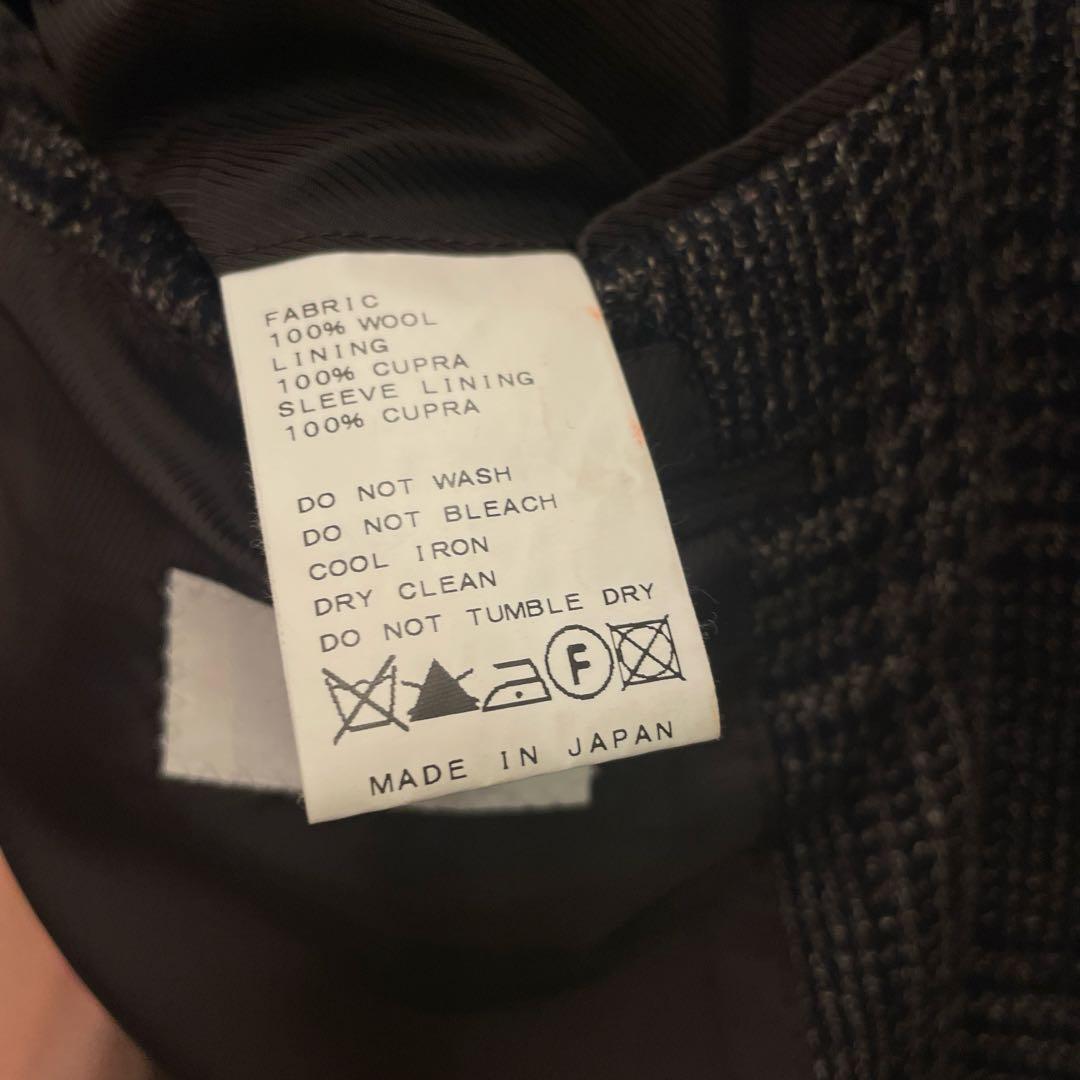 FABRIC
100% WOOL
LINING
100% CUPRA
SLEEVE LINING
100% CUPRA
DO NOT WASH
DO NOT BLEACH
COOL IRON
DRY CLEAN
DO NOT TUMBLE DRY
F
MADE IN JAPAN